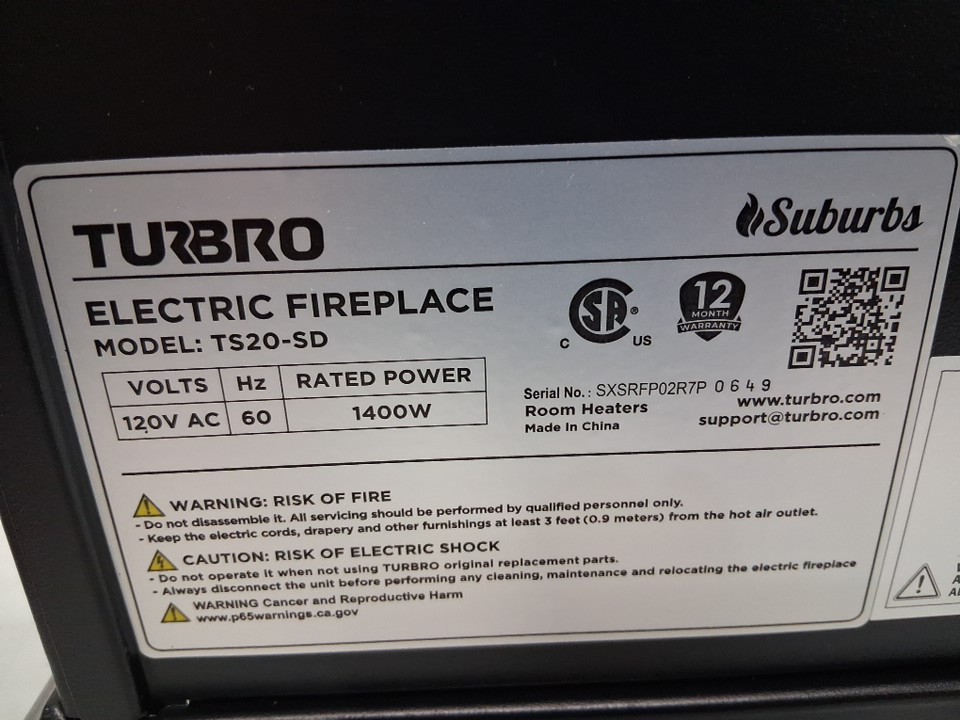 TURBRO
Suburbs
ELECTRIC FIREPLACE
MODEL: TS20-SD
VOLTS Hz RATED POWER
120V AC 60 1400W
CSA® C US
12 MONTH WARRANTY
Serial No.: SXSRFP02R7P 0649
Room Heaters
Made In China
www.turbro.com
support@turbro.com
WARNING: RISK OF FIRE
- Do not disassemble it. All servicing should be performed by qualified personnel only.
- Keep the electric cords, drapery and other furnishings at least 3 feet (0.9 meters) from the hot air outlet.
CAUTION: RISK OF ELECTRIC SHOCK
- Do not operate it when not using TURBRO original replacement parts.
- Always disconnect the unit before performing any cleaning, maintenance and relocating the electric fireplace
WARNING Cancer and Reproductive Harm
www.p65warnings.ca.gov